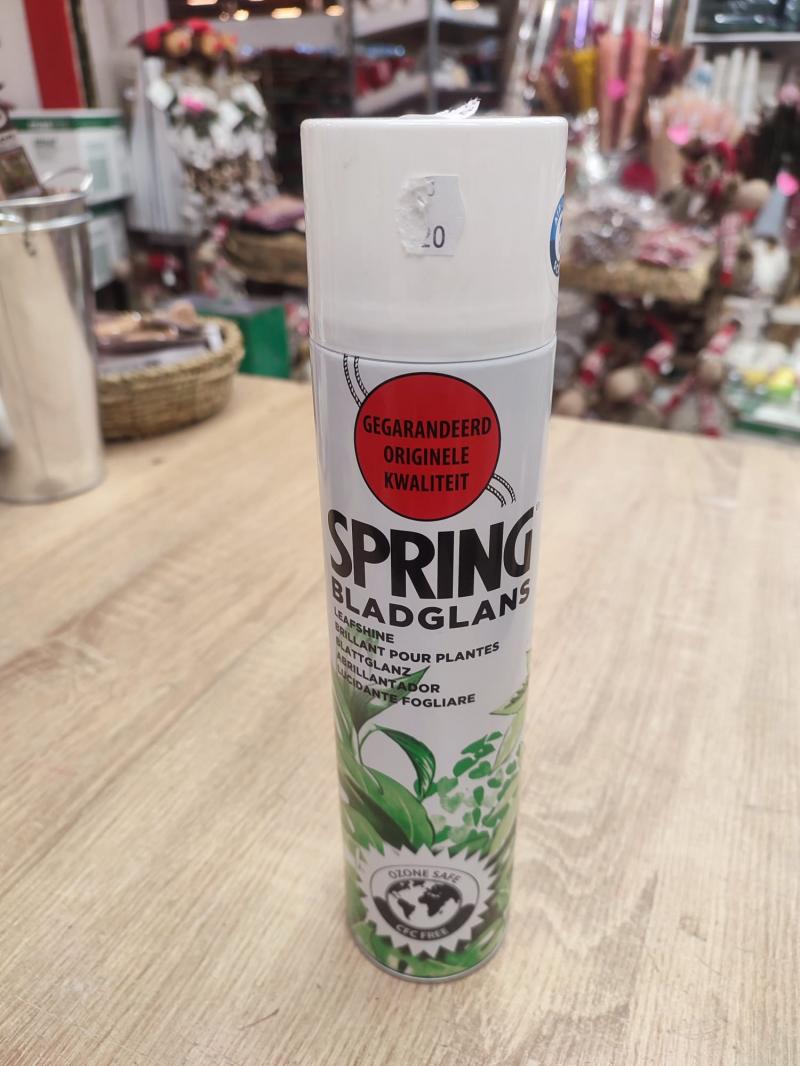 20
GEGARANDEERD
ORIGINELE
KWALITEIT
SPRING
BLADGLANS
LEAFSHINE
BRILLANT POUR PLANTES
BLATTGLANZ
ABRILLANTADOR
LUCIDANTE FOGLIARE
OZONE SAFE
CFC FREE